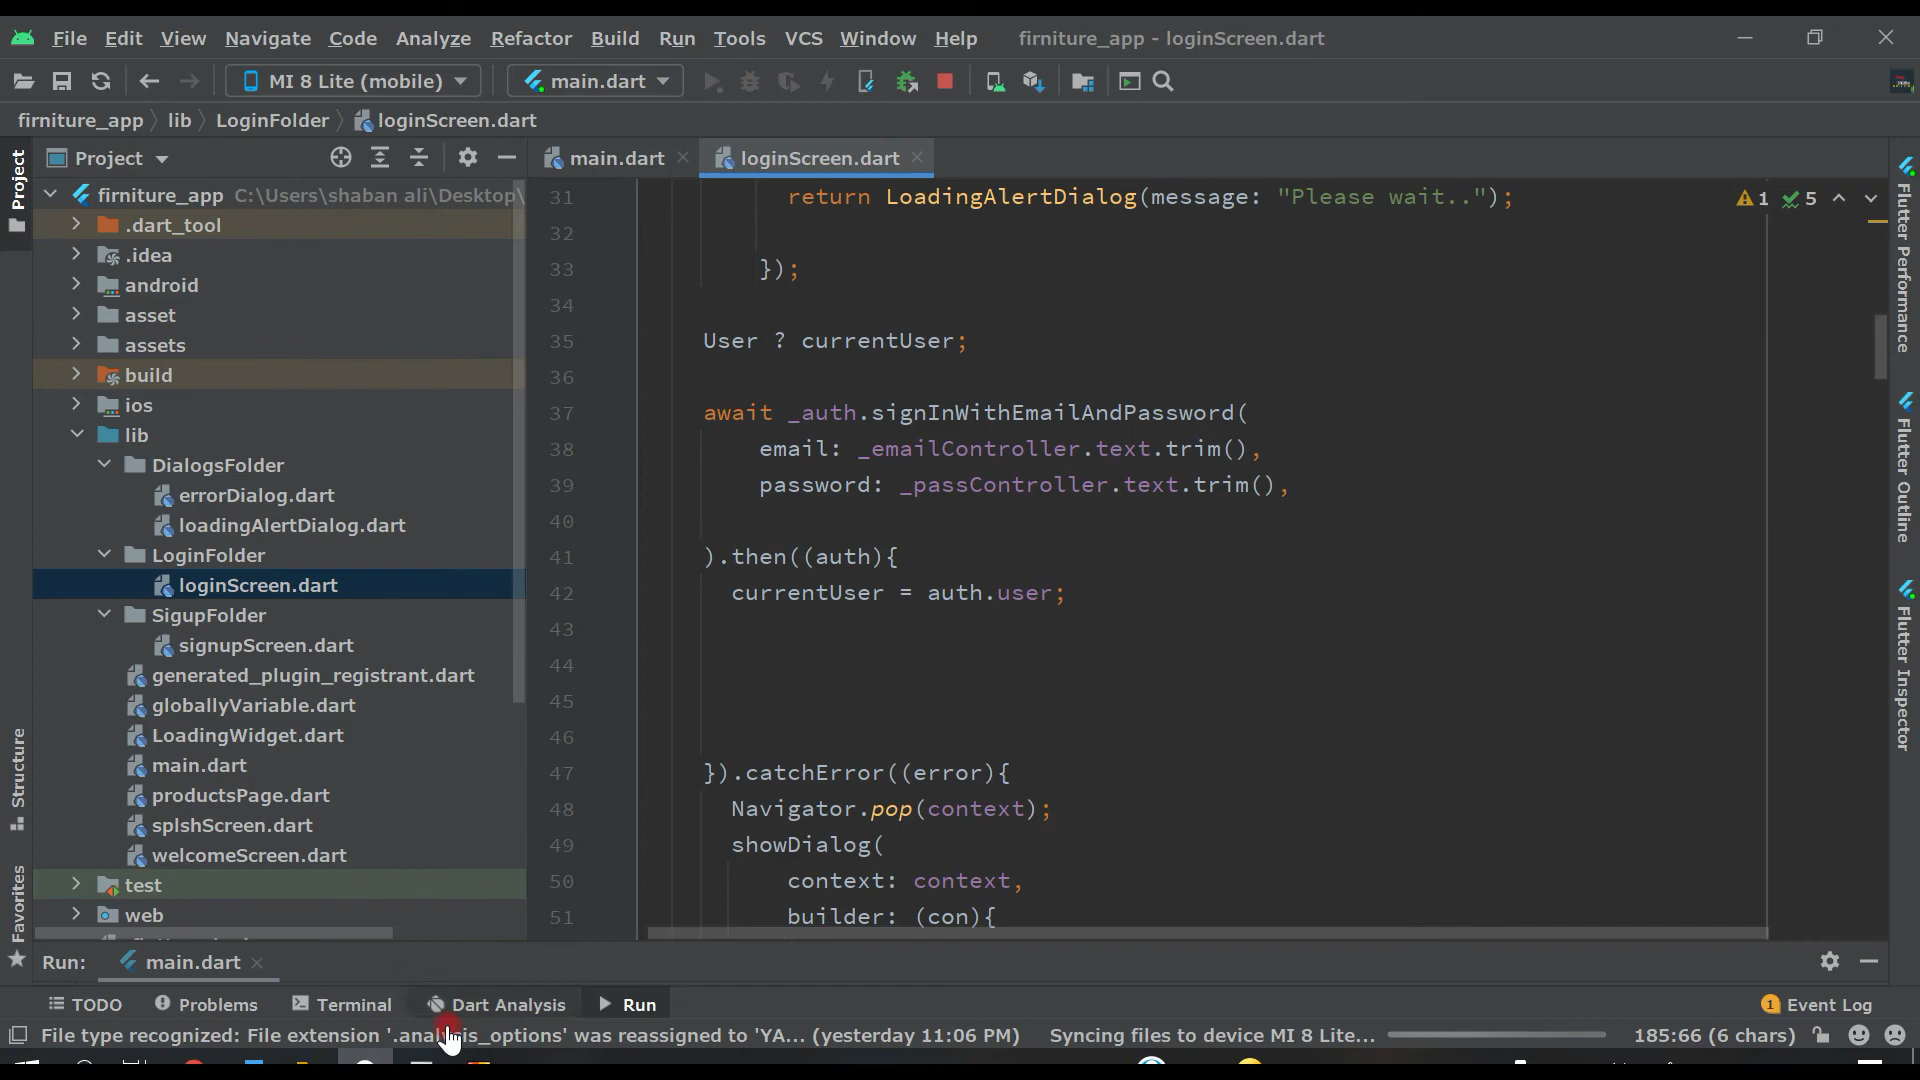 File Edit View Navigate Code Analyze Refactor Build Run Tools VCS Window Help firniture_app - loginScreen.dart
MI 8 Lite (mobile) main.dart
firniture_app lib LoginFolder loginScreen.dart
Project
Project
main.dart
loginScreen.dart
firniture_app C:\Users\shaban ali\Desktop\
.dart_tool
.idea
android
asset
assets
build
ios
lib
DialogsFolder
errorDialog.dart
loadingAlertDialog.dart
LoginFolder
loginScreen.dart
SigupFolder
signupScreen.dart
generated_plugin_registrant.dart
globallyVariable.dart
LoadingWidget.dart
main.dart
productsPage.dart
splshScreen.dart
welcomeScreen.dart
test
web
Structure
Favorites
31 return LoadingAlertDialog(message: "Please wait..");
32
33 });
34
35 User ? currentUser;
36
37 await _auth.signInWithEmailAndPassword(
38 email: _emailController.text.trim(),
39 password: _passController.text.trim(),
40
41 ).then((auth){
42 currentUser = auth.user;
43
44
45
46
47 }).catchError((error){
48 Navigator.pop(context);
49 showDialog(
50 context: context,
51 builder: (con){
1 5
Flutter Performance
Flutter Outline
Flutter Inspector
Run: main.dart
TODO Problems Terminal Dart Analysis Run 1 Event Log
File type recognized: File extension '.analysis_options' was reassigned to 'YA... (yesterday 11:06 PM) Syncing files to device MI 8 Lite... 185:66 (6 chars)